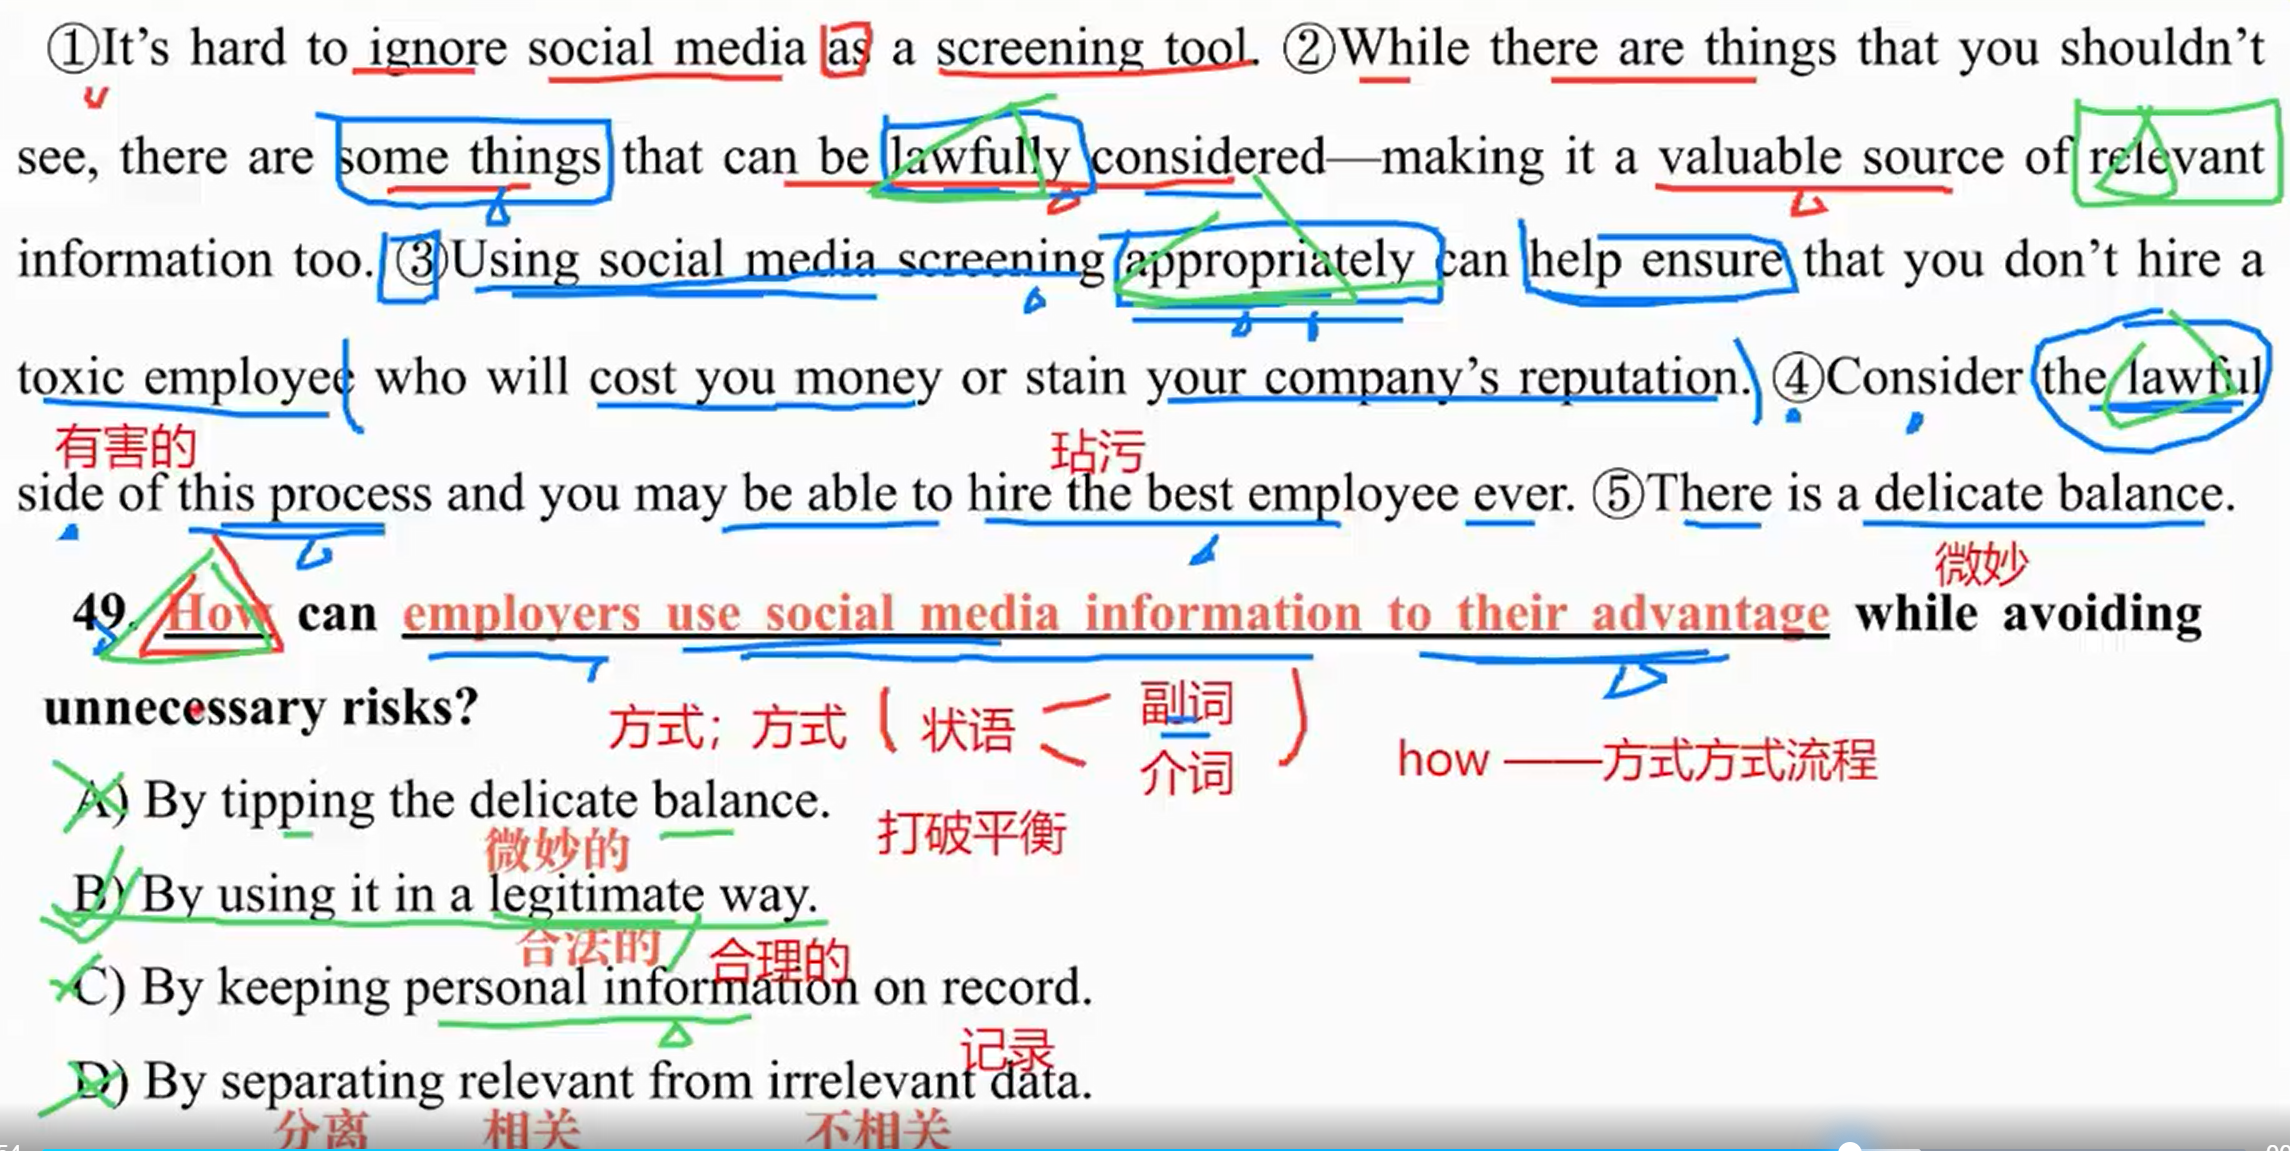 ①It’s hard to ignore social media as a screening tool. ②While there are things that you shouldn’t
see, there are some things that can be lawfully considered—making it a valuable source of relevant
information too. ③Using social media screening appropriately can help ensure that you don’t hire a
toxic employee who will cost you money or stain your company’s reputation. ④Consider the lawful
有害的 玷污
side of this process and you may be able to hire the best employee ever. ⑤There is a delicate balance.
微妙
49. How can employers use social media information to their advantage while avoiding
unnecessary risks?
方式；方式 状语 副词
介词
how ——方式方式流程
A) By tipping the delicate balance.
微妙的 打破平衡
B) By using it in a legitimate way.
合法的 合理的
C) By keeping personal information on record.
记录
D) By separating relevant from irrelevant data.
分离 相关 不相关